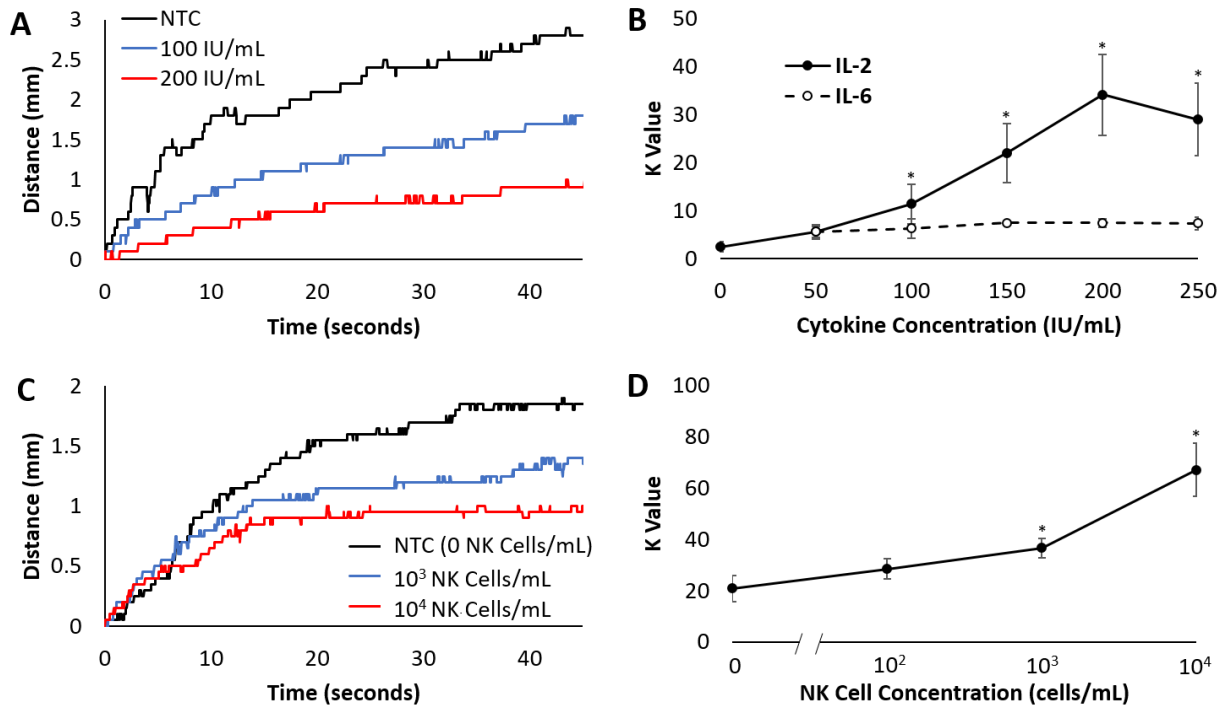 A
NTC
100 IU/mL
200 IU/mL
Distance (mm)
3
2.5
2
1.5
1
0.5
0
0 10 20 30 40
Time (seconds)
B
IL-2
IL-6
K Value
50
40
30
20
10
0
* * * * *
0 50 100 150 200 250
Cytokine Concentration (IU/mL)
C
Distance (mm)
2
1.5
1
0.5
0
NTC (0 NK Cells/mL)
10³ NK Cells/mL
10⁴ NK Cells/mL
0 10 20 30 40
Time (seconds)
D
K Value
100
80
60
40
20
0
* *
0 10² 10³ 10⁴
NK Cell Concentration (cells/mL)